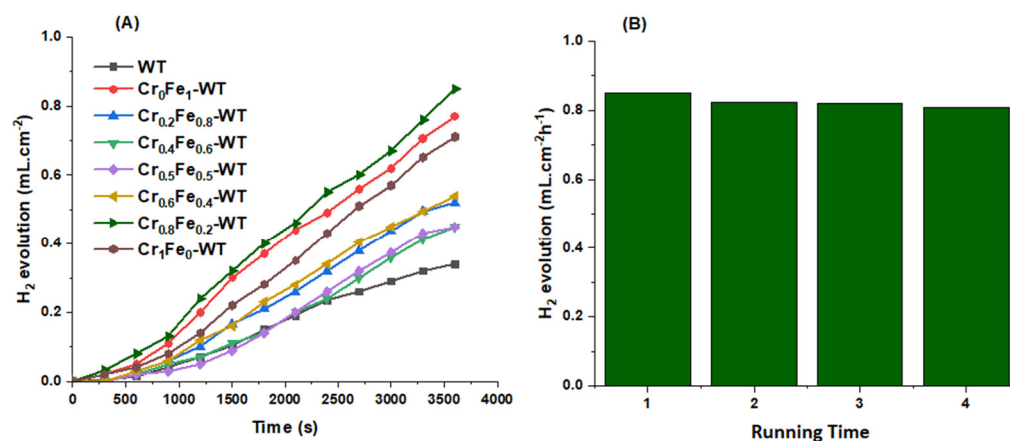 (A)
H₂ evolution (mL.cm⁻²)
1.0
0.8
0.6
0.4
0.2
0.0
WT
Cr₀Fe₁-WT
Cr₀.₂Fe₀.₈-WT
Cr₀.₄Fe₀.₆-WT
Cr₀.₅Fe₀.₅-WT
Cr₀.₆Fe₀.₄-WT
Cr₀.₈Fe₀.₂-WT
Cr₁Fe₀-WT
0 500 1000 1500 2000 2500 3000 3500 4000
Time (s)
(B)
H₂ evolution (mL.cm⁻²h⁻¹)
1.0
0.8
0.6
0.4
0.2
0.0
1 2 3 4
Running Time